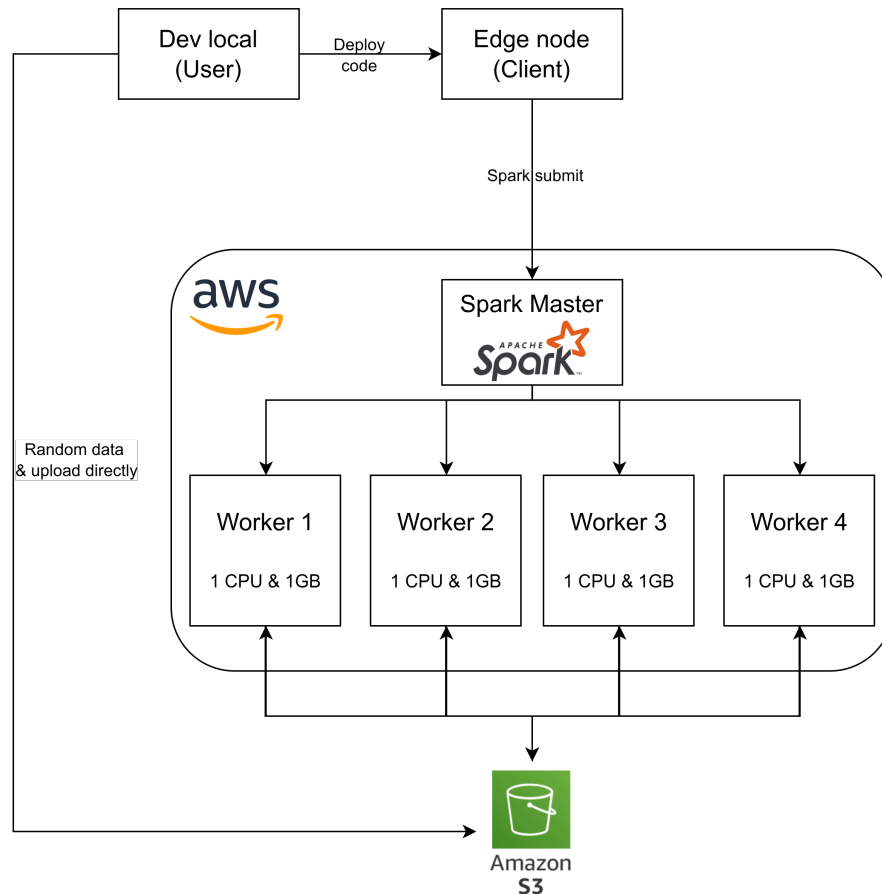 Dev local
(User)
Deploy
code
Edge node
(Client)
Spark submit
aws
Spark Master
APACHE
Spark
TM
Random data
& upload directly
Worker 1
1 CPU & 1GB
Worker 2
1 CPU & 1GB
Worker 3
1 CPU & 1GB
Worker 4
1 CPU & 1GB
Amazon
S3